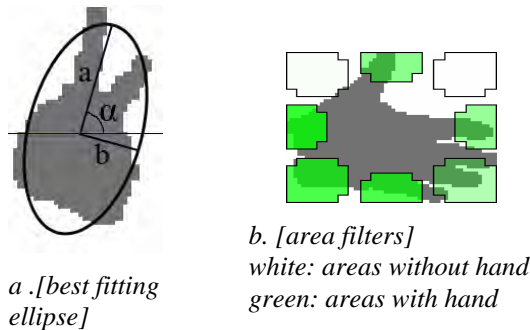 a
α
b
a .[best fitting
ellipse]
b. [area filters]
white: areas without hand
green: areas with hand